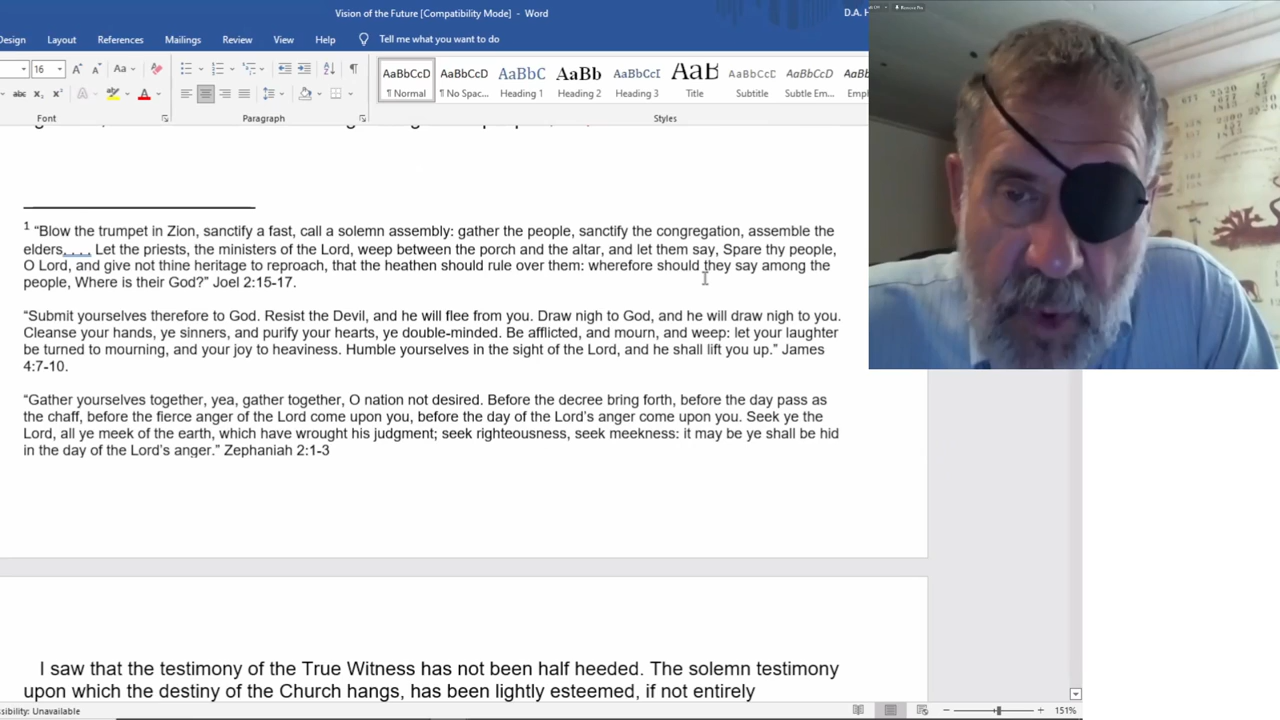 Vision of the Future [Compatibility Mode] - Word
D.A. H
Design Layout References Mailings Review View Help Tell me what you want to do
16 Aa
AaBbCcD AaBbCcD AaBbC AaBb AaBbCcI AaB AaBbCcD AaBbCcD AaBb
¶ Normal ¶ No Spac... Heading 1 Heading 2 Heading 3 Title Subtitle Subtle Em... Emph
Font Paragraph Styles
1 “Blow the trumpet in Zion, sanctify a fast, call a solemn assembly: gather the people, sanctify the congregation, assemble the
elders. . . . Let the priests, the ministers of the Lord, weep between the porch and the altar, and let them say, Spare thy people,
O Lord, and give not thine heritage to reproach, that the heathen should rule over them: wherefore should they say among the
people, Where is their God?” Joel 2:15-17.
“Submit yourselves therefore to God. Resist the Devil, and he will flee from you. Draw nigh to God, and he will draw nigh to you.
Cleanse your hands, ye sinners, and purify your hearts, ye double-minded. Be afflicted, and mourn, and weep: let your laughter
be turned to mourning, and your joy to heaviness. Humble yourselves in the sight of the Lord, and he shall lift you up.” James
4:7-10.
“Gather yourselves together, yea, gather together, O nation not desired. Before the decree bring forth, before the day pass as
the chaff, before the fierce anger of the Lord come upon you, before the day of the Lord’s anger come upon you. Seek ye the
Lord, all ye meek of the earth, which have wrought his judgment; seek righteousness, seek meekness: it may be ye shall be hid
in the day of the Lord’s anger.” Zephaniah 2:1-3
I saw that the testimony of the True Witness has not been half heeded. The solemn testimony
upon which the destiny of the Church hangs, has been lightly esteemed, if not entirely
sibility: Unavailable
151%
677
2520
1843
2300
457
1843